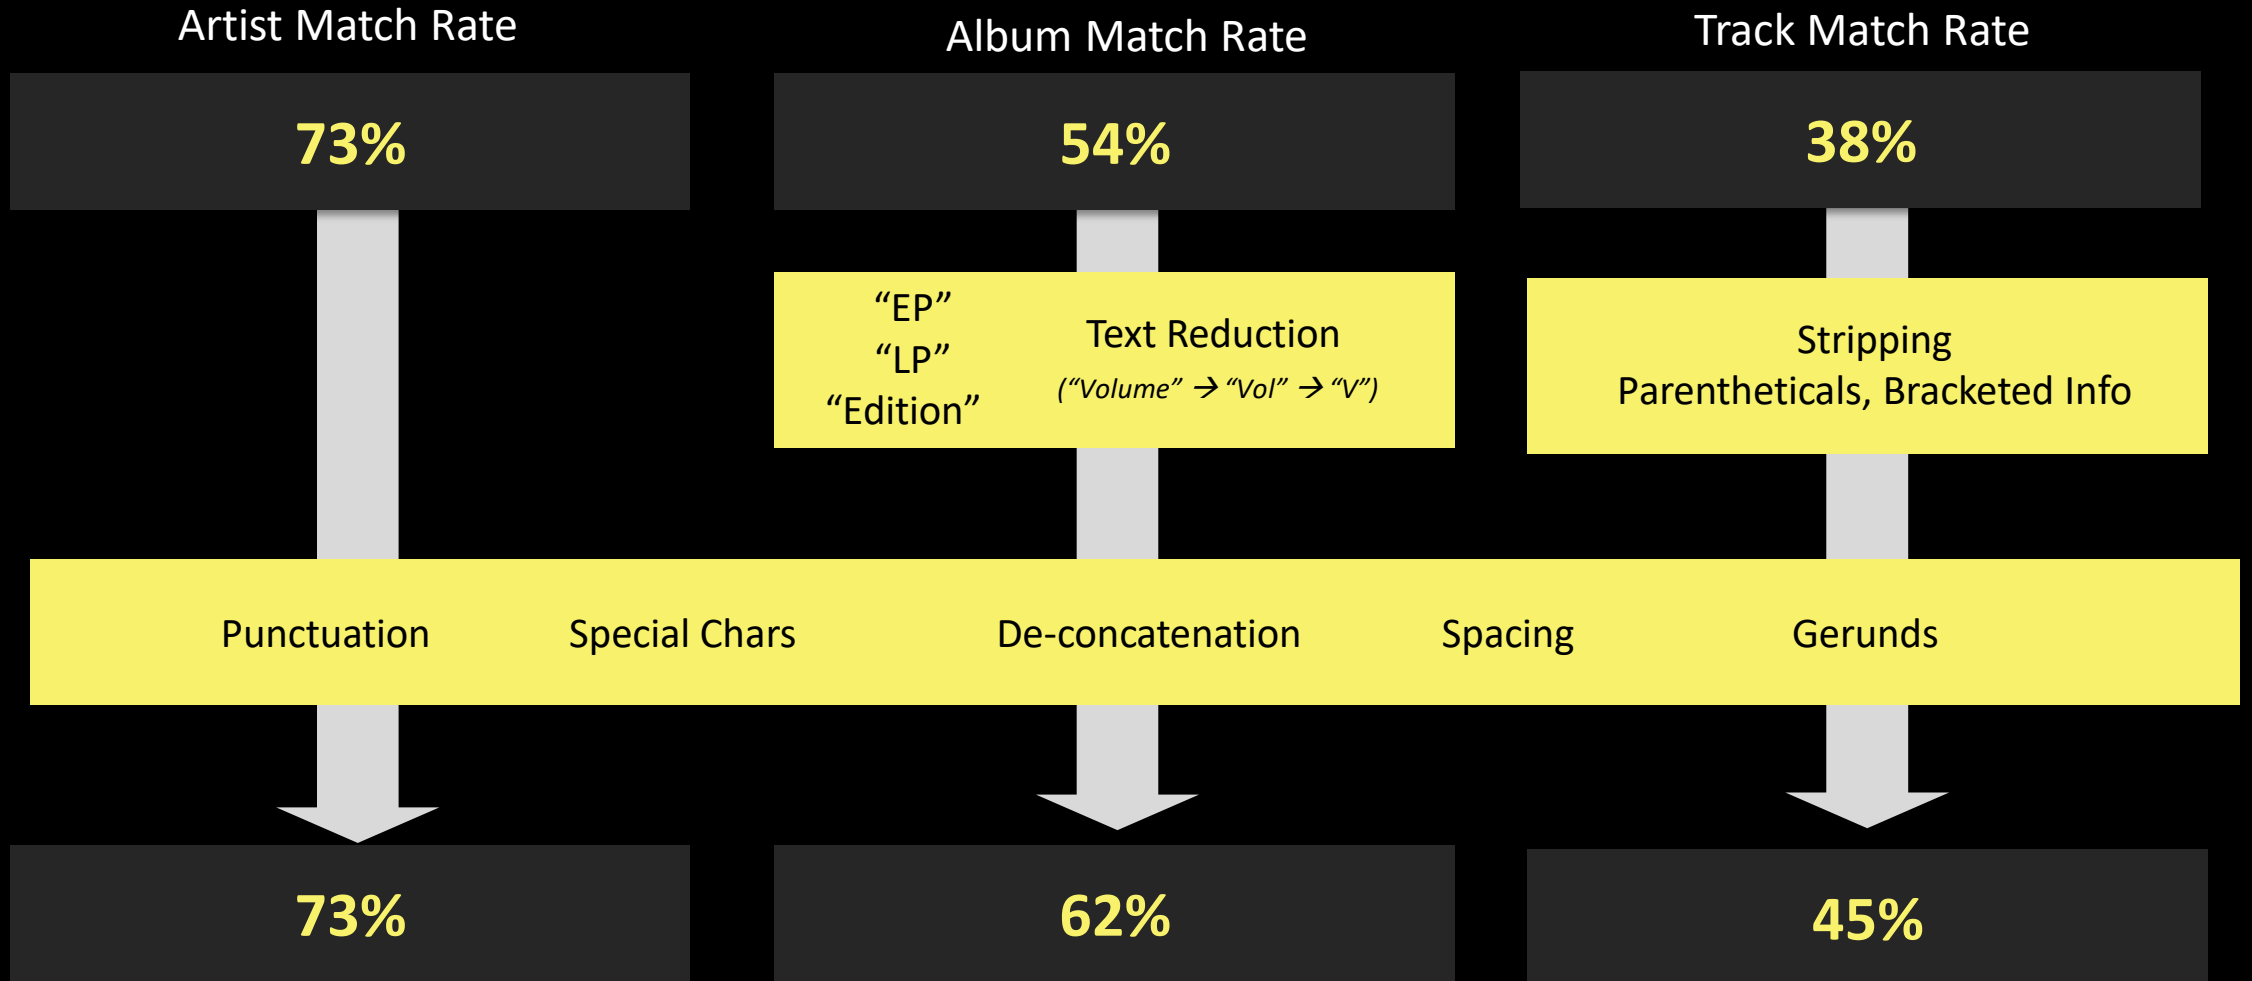 Artist Match Rate
Album Match Rate
Track Match Rate
73%
54%
38%
“EP”
“LP”
“Edition”
Text Reduction
(“Volume” → “Vol” → “V”)
Stripping
Parentheticals, Bracketed Info
Punctuation
Special Chars
De-concatenation
Spacing
Gerunds
73%
62%
45%